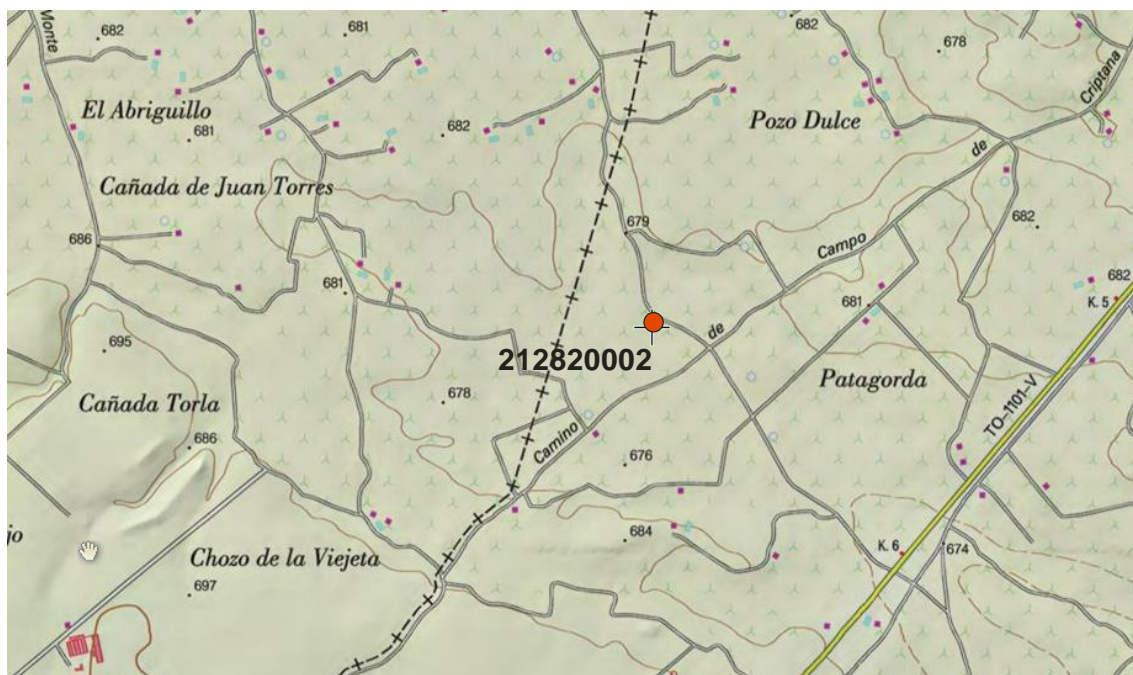 Monte
682
681
682
678
Criptana
El Abriguillo
681
682
Pozo Dulce
de
Cañada de Juan Torres
679
682
686
Campo
681
681
682
K. 5
695
212820002
de
678
Patagorda
Cañada Torla
TO-1101-V
686
Camino
676
jo
684
K. 6
674
Chozo de la Viejeta
697